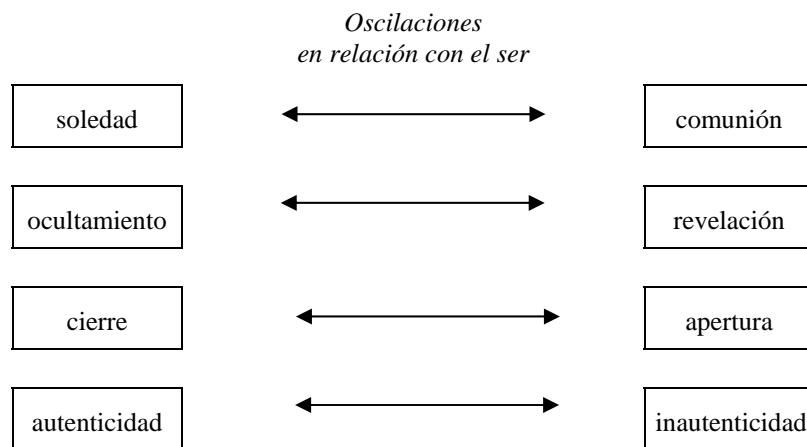 Oscilaciones
en relación con el ser
soledad comunión
ocultamiento revelación
cierre apertura
autenticidad inautenticidad